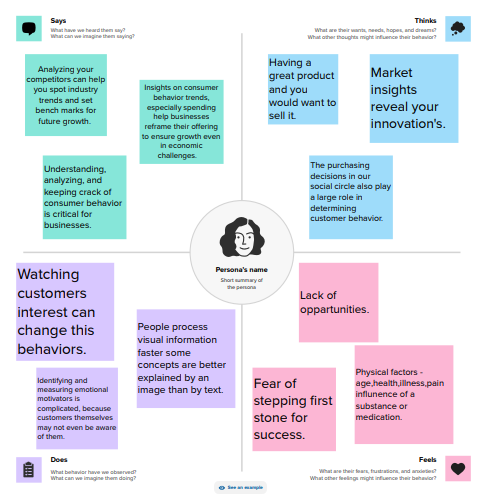 Says
What have we heard them say?
What can we imagine them saying?
Thinks
What are their wants, needs, hopes, and dreams?
What other thoughts might influence their behavior?
Analyzing your
competitors can help
you spot industry
trends and set
bench marks for
future growth.
Insights on consumer
behavior trends,
especially spending
help businesses
reframe their offering
to ensure growth even
in economic
challenges.
Understanding,
analyzing, and
keeping crack of
consumer behavior
is critical for
businesses.
Having a
great product
and you
would want to
sell it.
Market
insights
reveal your
innovation's.
The purchasing
decisions in our
social circle also play
a large role in
determining
customer behavior.
Persona's name
Short summary of
the persona
Watching
customers
interest can
change this
behaviors.
People process
visual information
faster some
concepts are better
explained by an
image than by text.
Identifying and
measuring emotional
motivators is
complicated, because
customers themselves
may not even be aware
of them.
Lack of
oppartunities.
Fear of
stepping first
stone for
success.
Physical factors -
age,health,illness,pain
influnence of a
substance or
medication.
Does
What behavior have we observed?
What can we imagine them doing?
Feels
What are their fears, frustrations, and anxieties?
What other feelings might influence their behavior?
See an example